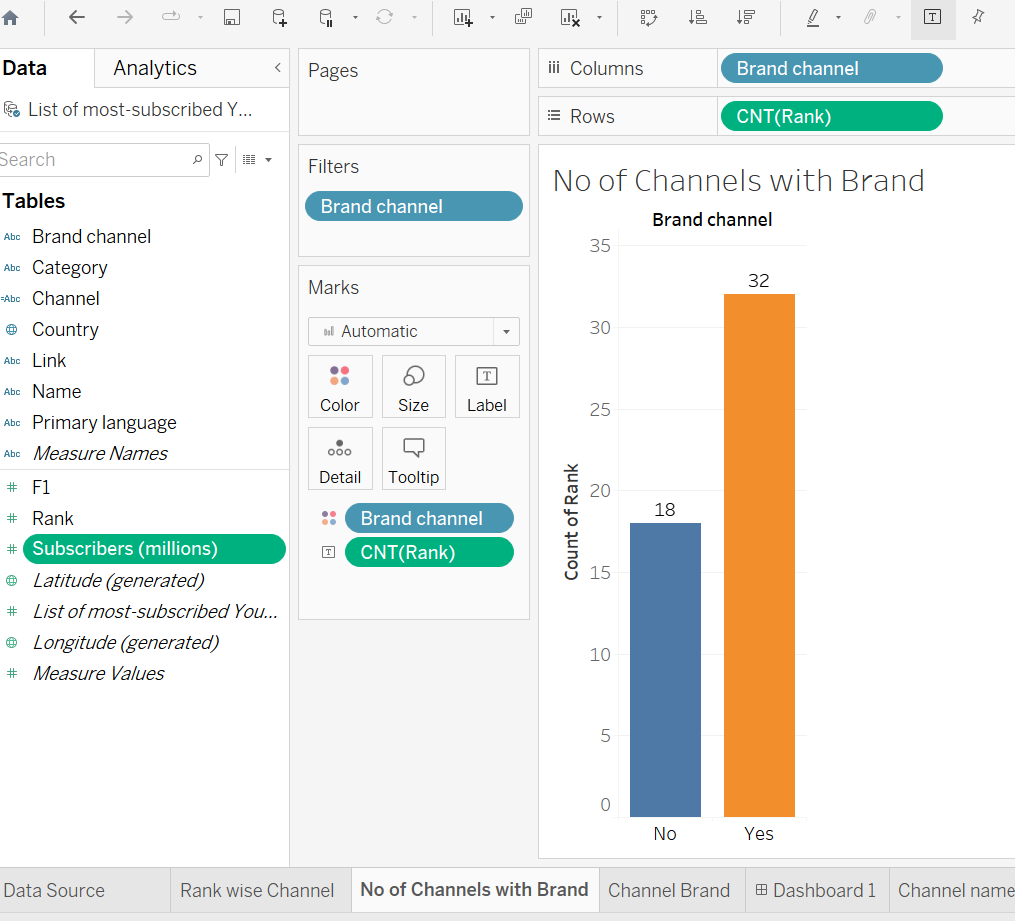 Data
Analytics
List of most-subscribed Y...
Search
Tables
Abc Brand channel
Abc Category
=Abc Channel
Country
Abc Link
Abc Name
Abc Primary language
Abc Measure Names
# F1
# Rank
# Subscribers (millions)
Latitude (generated)
# List of most-subscribed You...
Longitude (generated)
# Measure Values
Pages
Filters
Brand channel
Marks
Automatic
Color Size Label
Detail Tooltip
Brand channel
CNT(Rank)
Columns Brand channel
Rows CNT(Rank)
No of Channels with Brand
Brand channel
35
30
25
20
15
10
5
0
Count of Rank
18
32
No Yes
Data Source Rank wise Channel No of Channels with Brand Channel Brand Dashboard 1 Channel name